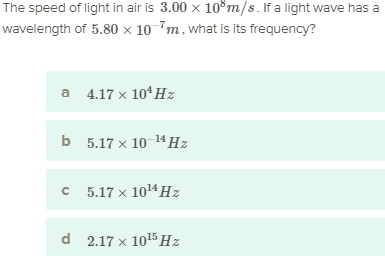 The speed of light in air is 3.00 × 10⁸m/s. If a light wave has a
wavelength of 5.80 × 10⁻⁷m, what is its frequency?
a 4.17 × 10⁴Hz
b 5.17 × 10⁻¹⁴Hz
c 5.17 × 10¹⁴Hz
d 2.17 × 10¹⁵Hz